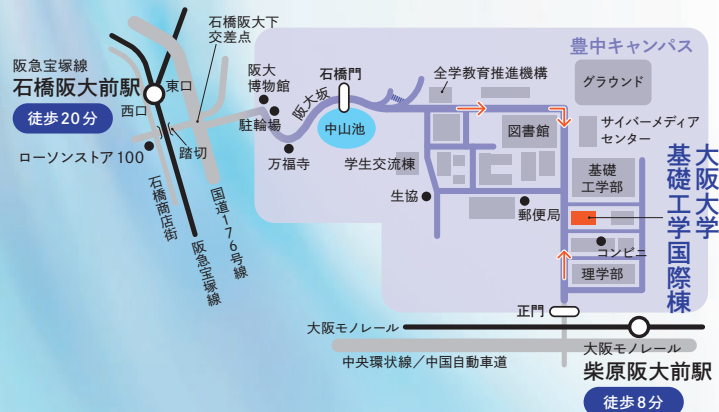 石橋阪大下
交差点
阪急宝塚線
石橋阪大前駅
徒歩20分
東口
西口
ローソンストア100
踏切
石橋商店街
阪急宝塚線
国道176号線
阪大
博物館
駐輪場
万福寺
阪大坂
石橋門
中山池
豊中キャンパス
全学教育推進機構
グラウンド
図書館
サイバーメディア
センター
学生交流棟
基礎
工学部
生協
郵便局
コンビニ
理学部
大阪大学
基礎工学国際棟
正門
大阪モノレール
中央環状線／中国自動車道
大阪モノレール
柴原阪大前駅
徒歩8分